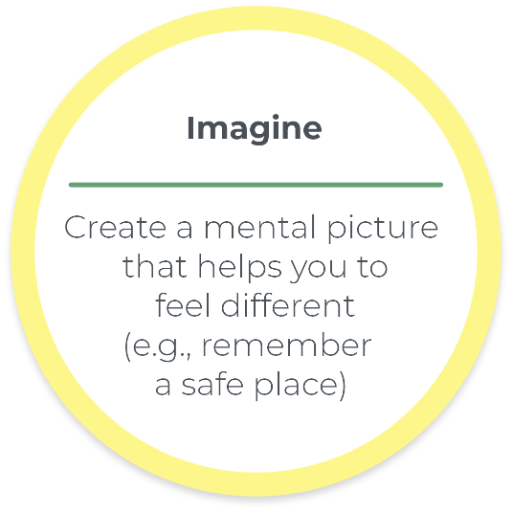 Imagine
Create a mental picture
that helps you to
feel different
(e.g., remember
a safe place)